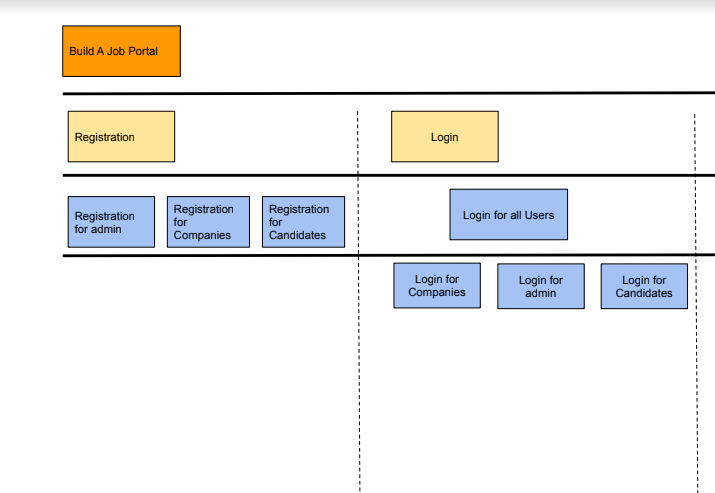 Build A Job Portal
Registration
Login
Registration
for admin
Registration
for
Companies
Registration
for
Candidates
Login for all Users
Login for
Companies
Login for
admin
Login for
Candidates